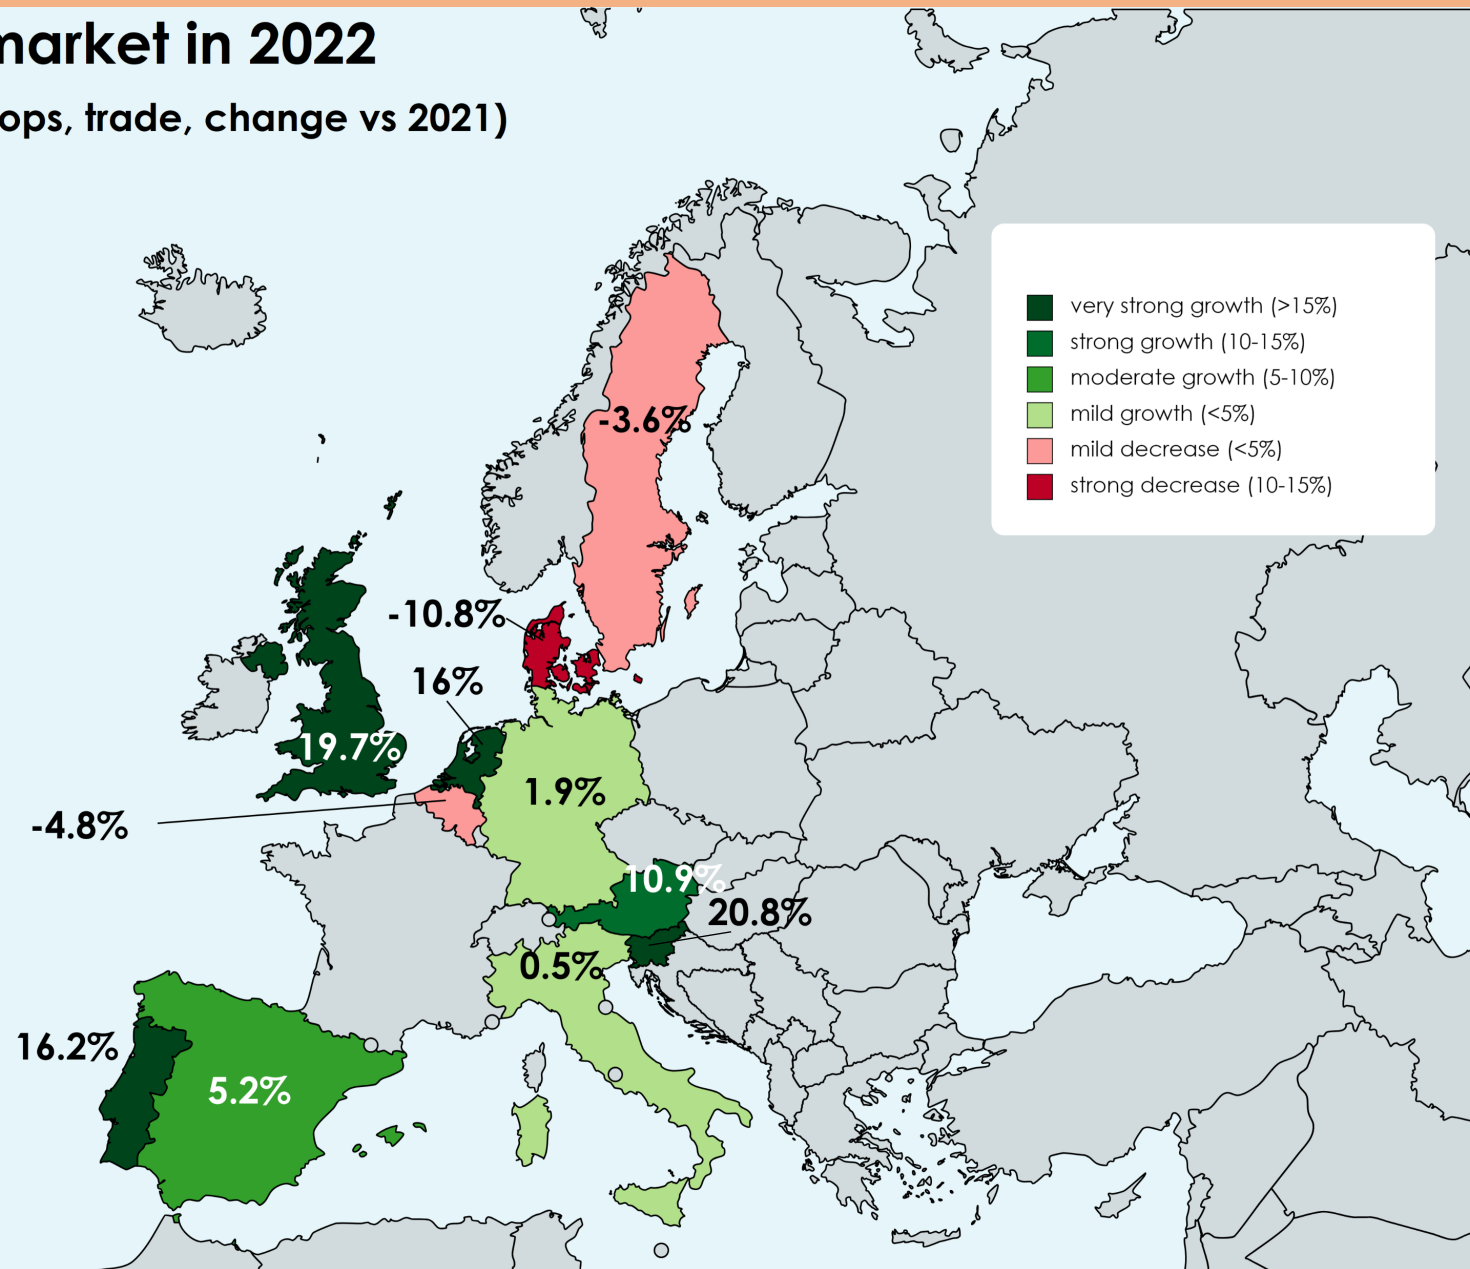 market in 2022
ops, trade, change vs 2021)
very strong growth (>15%)
strong growth (10-15%)
moderate growth (5-10%)
mild growth (<5%)
mild decrease (<5%)
strong decrease (10-15%)
-3.6%
-10.8%
16%
19.7%
1.9%
-4.8%
10.9%
20.8%
0.5%
16.2%
5.2%